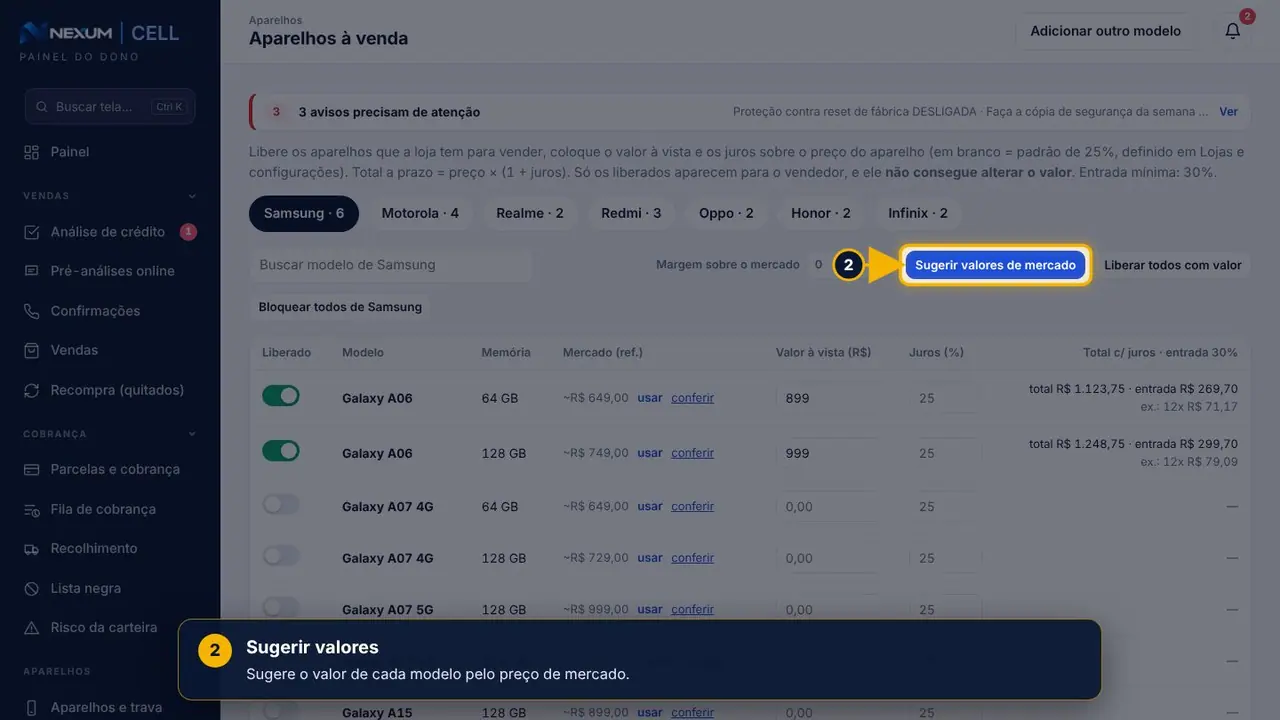 NEXUM | CELL
PAINEL DO DONO
Buscar tela... Ctrl K
Painel
VENDAS
Análise de crédito 1
Pré-análises online
Confirmações
Vendas
Recompra (quitados)
COBRANÇA
Parcelas e cobrança
Fila de cobrança
Recolhimento
Lista negra
Risco da carteira
APARELHOS
Aparelhos e trava
Aparelhos
Aparelhos à venda
Adicionar outro modelo
2
3 3 avisos precisam de atenção Proteção contra reset de fábrica DESLIGADA · Faça a cópia de segurança da semana ... Ver
Libere os aparelhos que a loja tem para vender, coloque o valor à vista e os juros sobre o preço do aparelho (em branco = padrão de 25%, definido em Lojas e
configurações). Total a prazo = preço × (1 + juros). Só os liberados aparecem para o vendedor, e ele não consegue alterar o valor. Entrada mínima: 30%.
Samsung · 6 Motorola · 4 Realme · 2 Redmi · 3 Oppo · 2 Honor · 2 Infinix · 2
Buscar modelo de Samsung Margem sobre o mercado 0 2 Sugerir valores de mercado Liberar todos com valor
Bloquear todos de Samsung
Liberado Modelo Memória Mercado (ref.) Valor à vista (R$) Juros (%) Total c/ juros · entrada 30%
Galaxy A06 64 GB ~R$ 649,00 usar conferir 899 25 total R$ 1.123,75 · entrada R$ 269,70
ex.: 12x R$ 71,17
Galaxy A06 128 GB ~R$ 749,00 usar conferir 999 25 total R$ 1.248,75 · entrada R$ 299,70
ex.: 12x R$ 79,09
Galaxy A07 4G 64 GB ~R$ 649,00 usar conferir 0,00 25 —
Galaxy A07 4G 128 GB ~R$ 729,00 usar conferir 0,00 25 —
Galaxy A07 5G 128 GB ~R$ 999,00 usar conferir 0,00 25 —
—
Galaxy A15 128 GB ~R$ 899,00 usar conferir 0,00 25 —
2 Sugerir valores
Sugere o valor de cada modelo pelo preço de mercado.